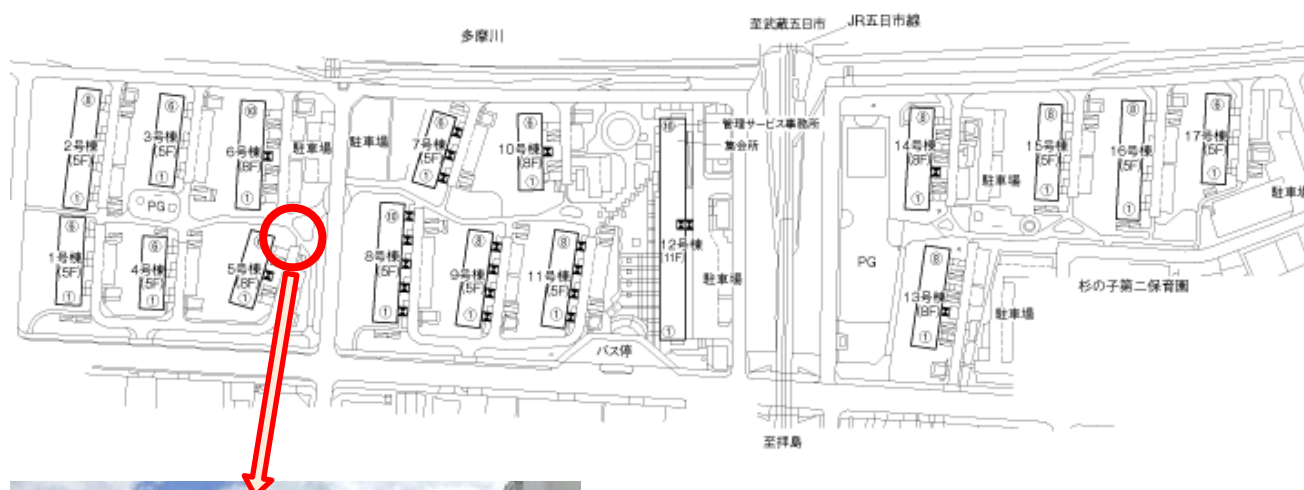 至武蔵五日市
JR五日市線
多摩川
管理サービス事務所
集会所
⑧
2号棟
(5F)
①
⑥
3号棟
(5F)
①
⑩
6号棟
(8F)
①
駐車場
駐車場
⑥
7号棟
(5F)
①
⑥
10号棟
(8F)
①
⑩
12号棟
(11F)
①
駐車場
⑧
14号棟
(8F)
①
駐車場
⑧
15号棟
(5F)
①
⑧
16号棟
(5F)
①
⑥
17号棟
(5F)
①
駐車場
PG
⑥
1号棟
(5F)
①
⑥
4号棟
(5F)
①
5号棟
(8F)
①
⑩
8号棟
(5F)
①
⑧
9号棟
(5F)
①
⑧
11号棟
(5F)
①
バス停
PG
⑧
13号棟
(8F)
①
駐車場
杉の子第二保育園
至拝島